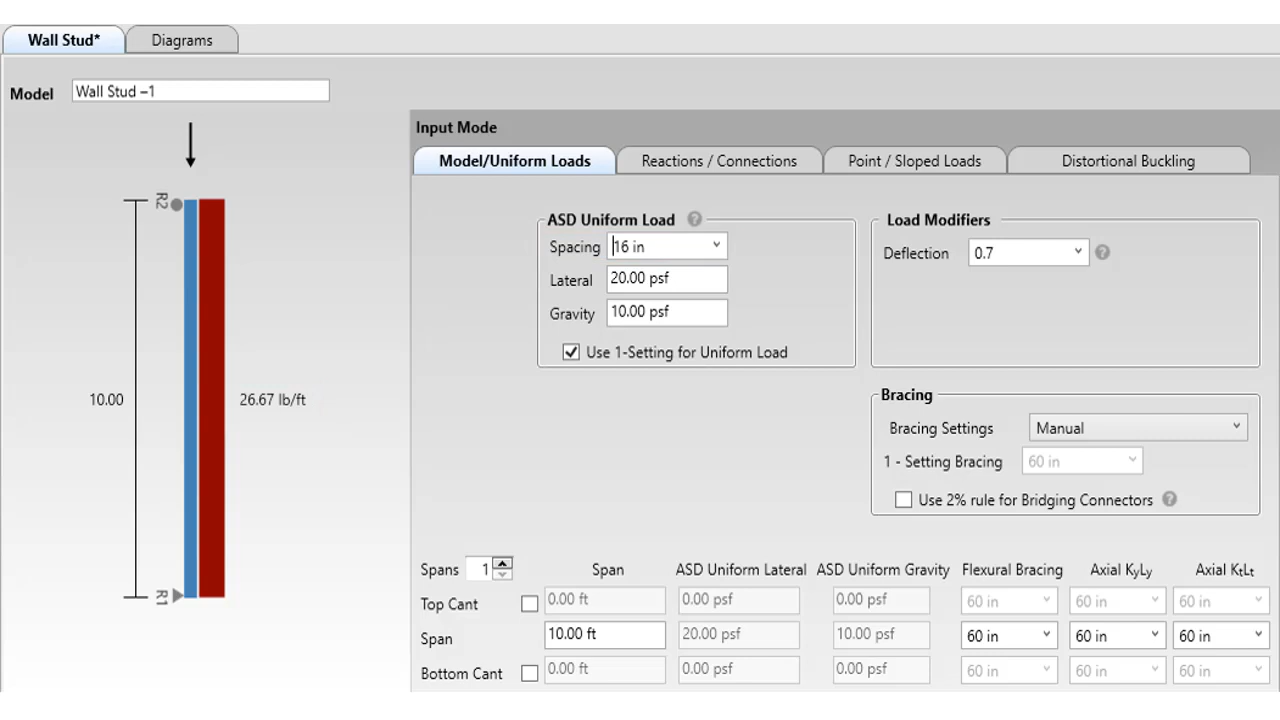 Wall Stud* Diagrams
Model Wall Stud –1
Input Mode
Model/Uniform Loads Reactions / Connections Point / Sloped Loads Distortional Buckling
R2
10.00 26.67 lb/ft
R1
ASD Uniform Load ?
Spacing 16 in
Lateral 20.00 psf
Gravity 10.00 psf
Use 1-Setting for Uniform Load
Load Modifiers
Deflection 0.7 ?
Bracing
Bracing Settings Manual
1 - Setting Bracing 60 in
Use 2% rule for Bridging Connectors ?
Spans 1 Span ASD Uniform Lateral ASD Uniform Gravity Flexural Bracing Axial KyLy Axial KtLt
Top Cant 0.00 ft 0.00 psf 0.00 psf 60 in 60 in 60 in
Span 10.00 ft 20.00 psf 10.00 psf 60 in 60 in 60 in
Bottom Cant 0.00 ft 0.00 psf 0.00 psf 60 in 60 in 60 in